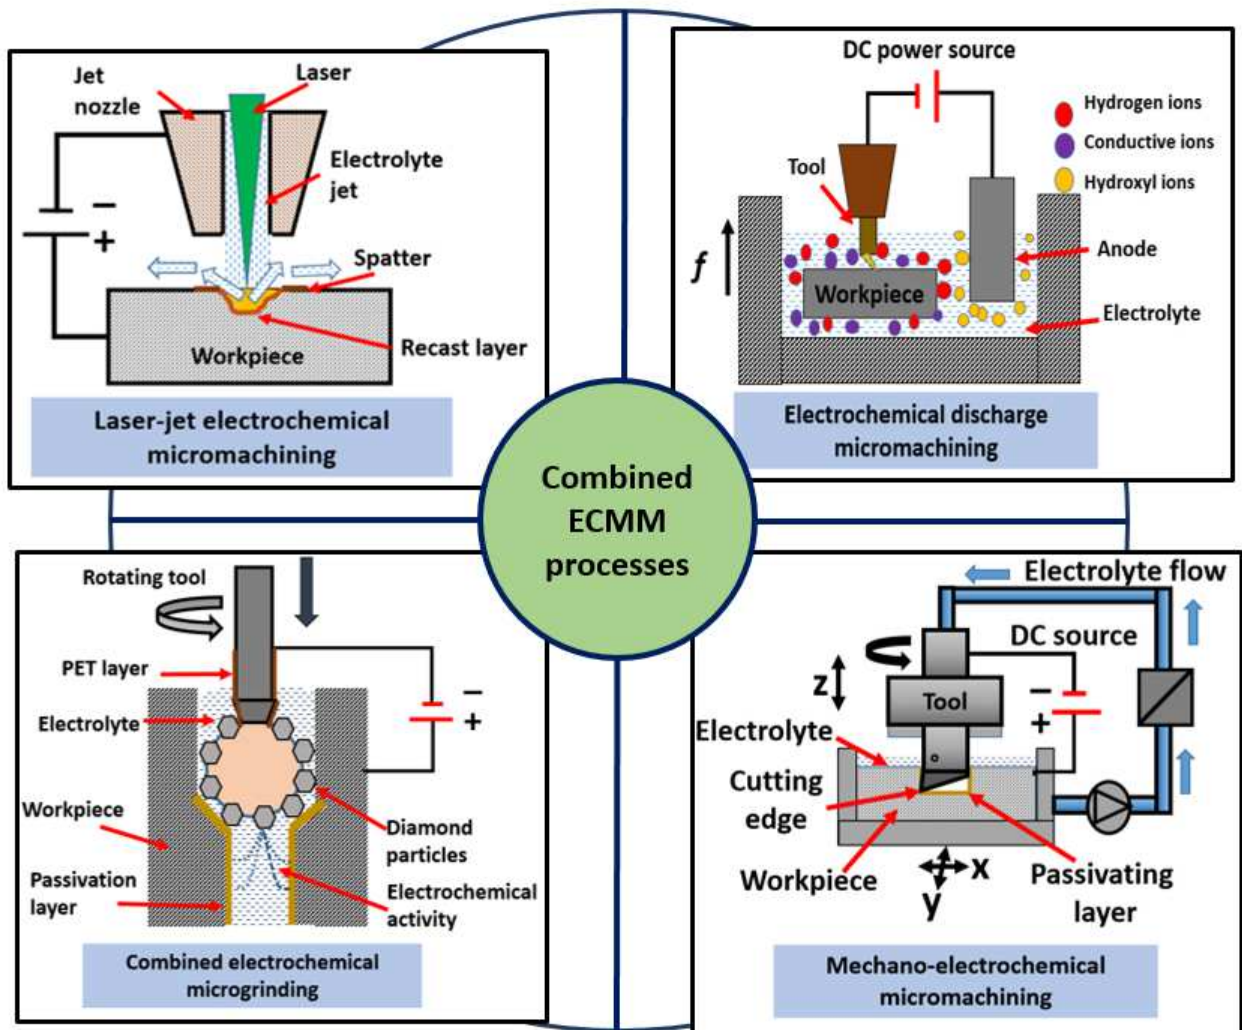 Jet
nozzle
Laser
Electrolyte
jet
−
+
Spatter
Workpiece
Recast layer
Laser-jet electrochemical
micromachining
DC power source
Hydrogen ions
Conductive ions
Hydroxyl ions
Tool
Anode
f
Workpiece
Electrolyte
Electrochemical discharge
micromachining
Combined
ECMM
processes
Rotating tool
PET layer
−
+
Electrolyte
Workpiece
Diamond
particles
Passivation
layer
Electrochemical
activity
Combined electrochemical
microgrinding
Electrolyte flow
DC source
z
Tool
−
+
Electrolyte
Cutting
edge
Workpiece
x
y
Passivating
layer
Mechano-electrochemical
micromachining